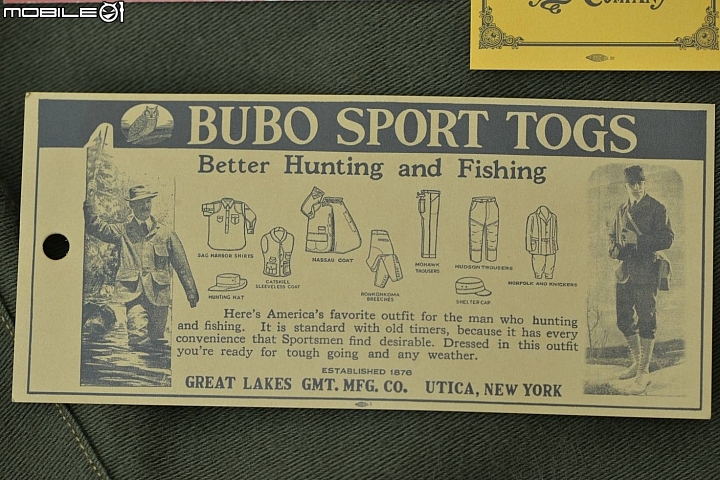 MOBILE01
COMPANY
BUBO SPORT TOGS
Better Hunting and Fishing
SAG HARBOR SHIRTS
CATSKILL
SLEEVELESS COAT
NASSAU COAT
MOHAWK
TROUSERS
HUDSON TROUSERS
NORFOLK AND KNICKERS
HUNTING HAT
RONKONKOMA
BREECHES
SHELTER CAP
Here's America's favorite outfit for the man who hunting
and fishing. It is standard with old timers, because it has every
convenience that Sportsmen find desirable. Dressed in this outfit
you're ready for tough going and any weather.
ESTABLISHED 1876
GREAT LAKES GMT. MFG. CO. UTICA, NEW YORK